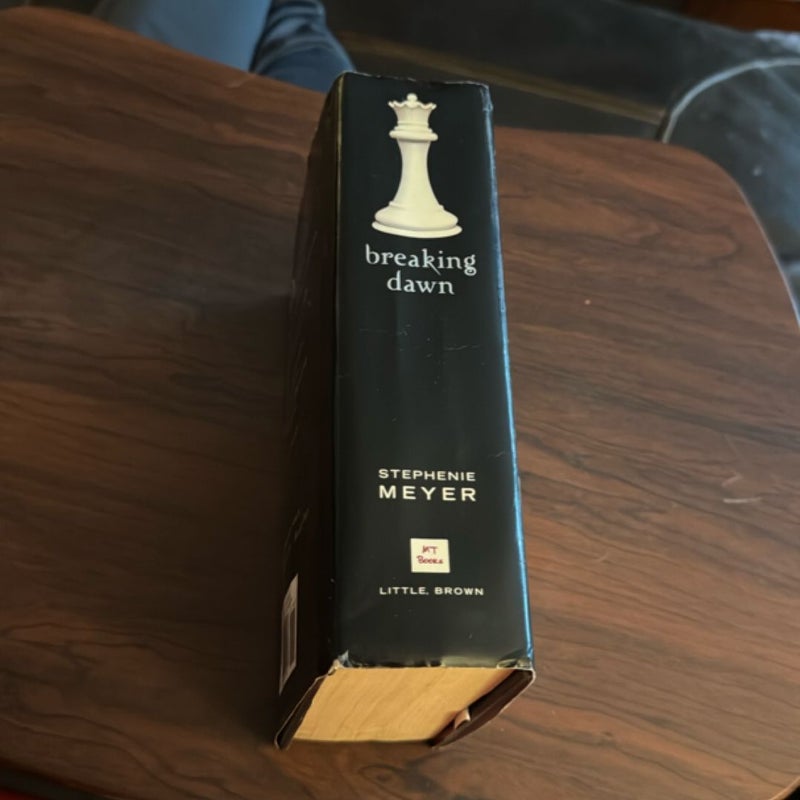 breaking
dawn
STEPHENIE
MEYER
MT
Books
LITTLE, BROWN